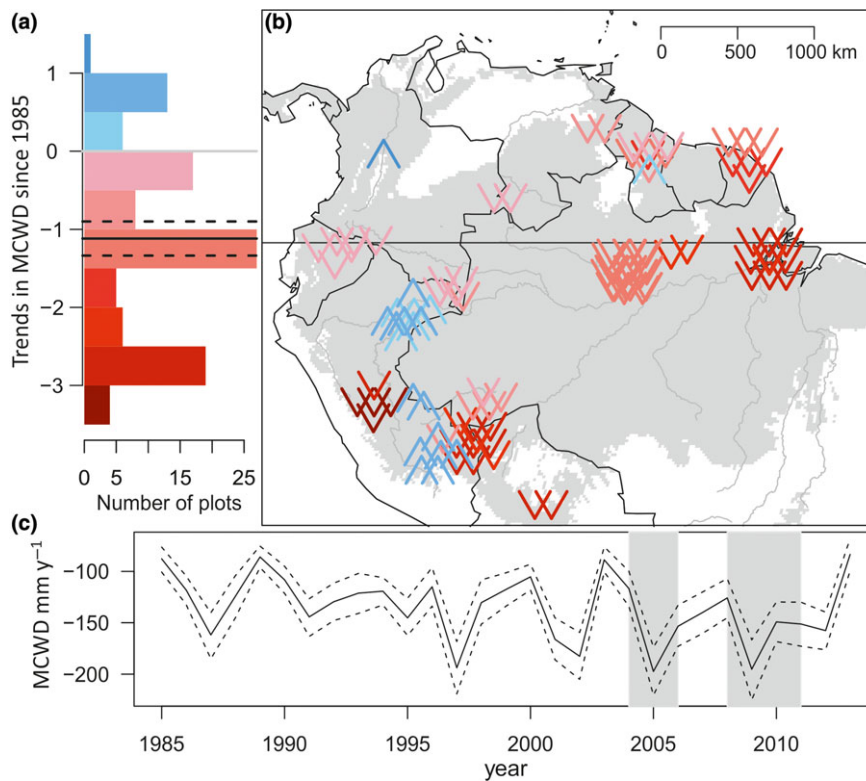 (a)
Trends in MCWD since 1985
1
0
−1
−2
−3
0 5 15 25
Number of plots
(b)
0 500 1000 km
(c)
MCWD mm y−1
−100
−150
−200
1985 1990 1995 2000 2005 2010
year